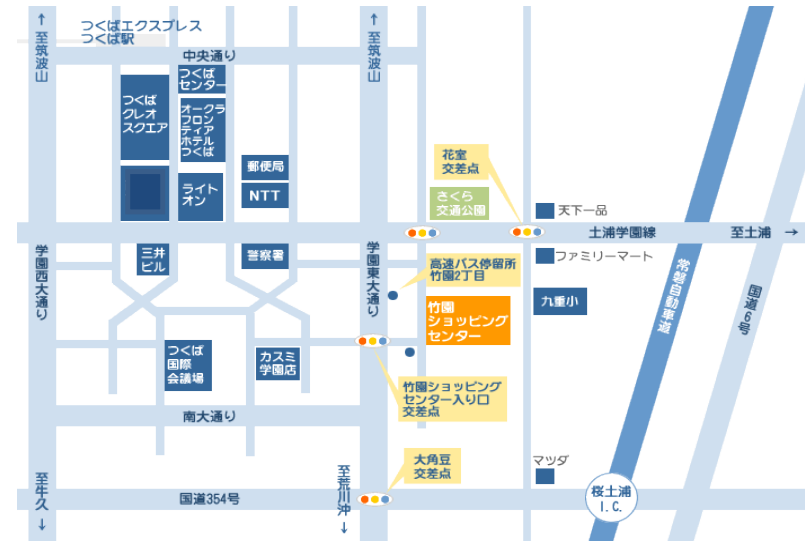 つくばエクスプレス
つくば駅
↑至筑波山
↑至筑波山
中央通り
つくば
センター
つくば
クレオ
スクエア
オークラ
フロン
ティア
ホテル
つくば
郵便局
花室
交差点
ライト
オン
NTT
さくら
交通公園
天下一品
土浦学園線
至土浦 →
三井
ビル
警察署
学園西大通り
学園東大通り
高速バス停留所
竹園2丁目
ファミリーマート
常磐自動車道
国道6号
竹園
ショッピング
センター
九重小
つくば
国際
会議場
カスミ
学園店
竹園ショッピング
センター入り口
交差点
南大通り
大角豆
交差点
マツダ
至牛久↓
至荒川沖↓
国道354号
桜土浦
I.C.